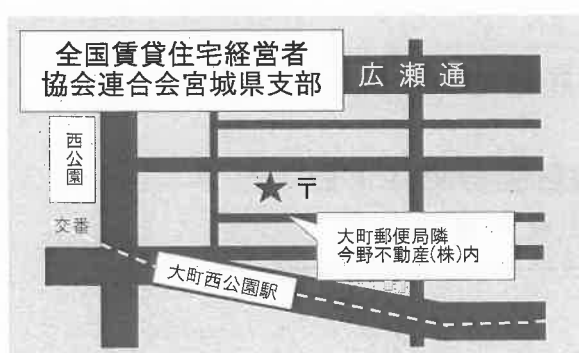 全国賃貸住宅経営者
協会連合会宮城県支部
広瀬通
西公園
〒
交番
大町郵便局隣
今野不動産(株)内
大町西公園駅